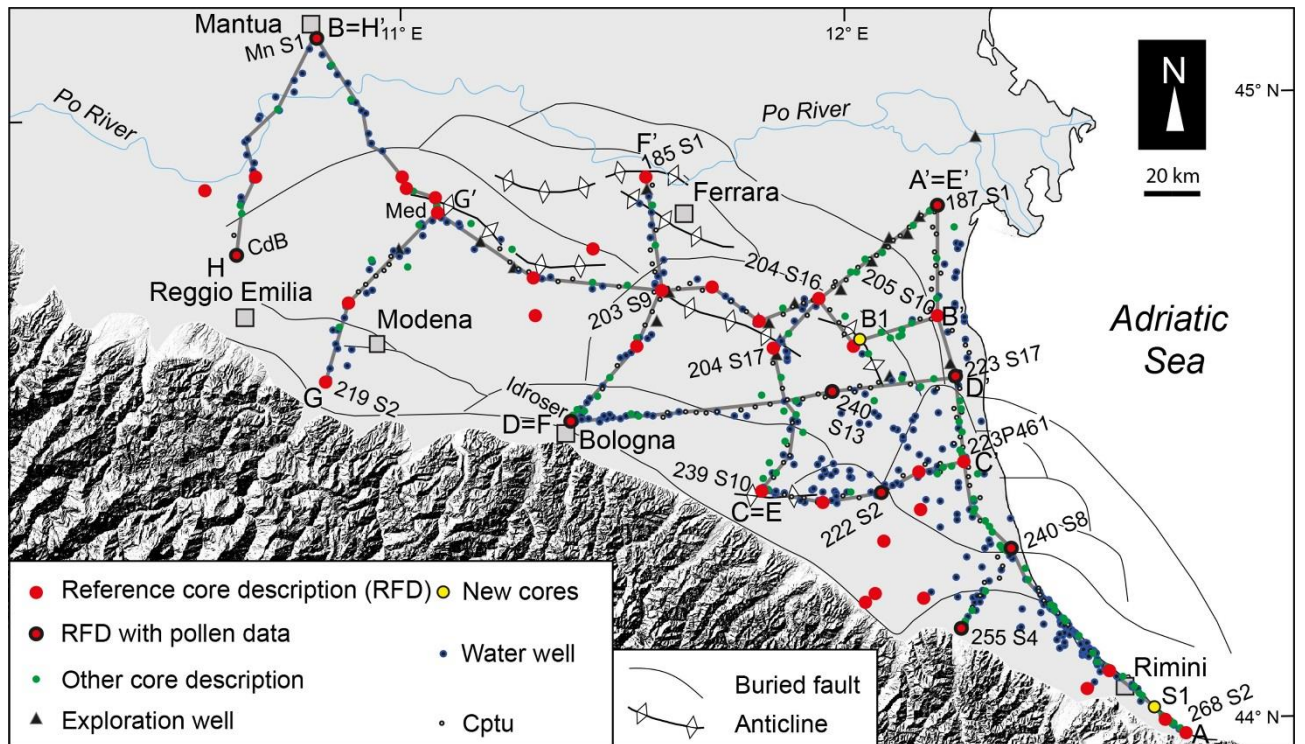 Mantua
B=H'
11° E
12 °E
Mn S1
N
45° N
Po River
Po River
20 km
F'
185 S1
Ferrara
A'=E'
187 S1
G'
Med
CdB
H
Reggio Emilia
204 S16
205 S10
203 S9
B1
B'
Adriatic
Sea
Modena
204 S17
223 S17
D'
G
219 S2
Idroser
D=F
Bologna
240
S13
223P461
C'
239 S10
C=E
222 S2
240 S8
255 S4
Rimini
S1
268 S2
A
44° N
Reference core description (RFD)
New cores
RFD with pollen data
Water well
Other core description
Exploration well
Cptu
Buried fault
Anticline